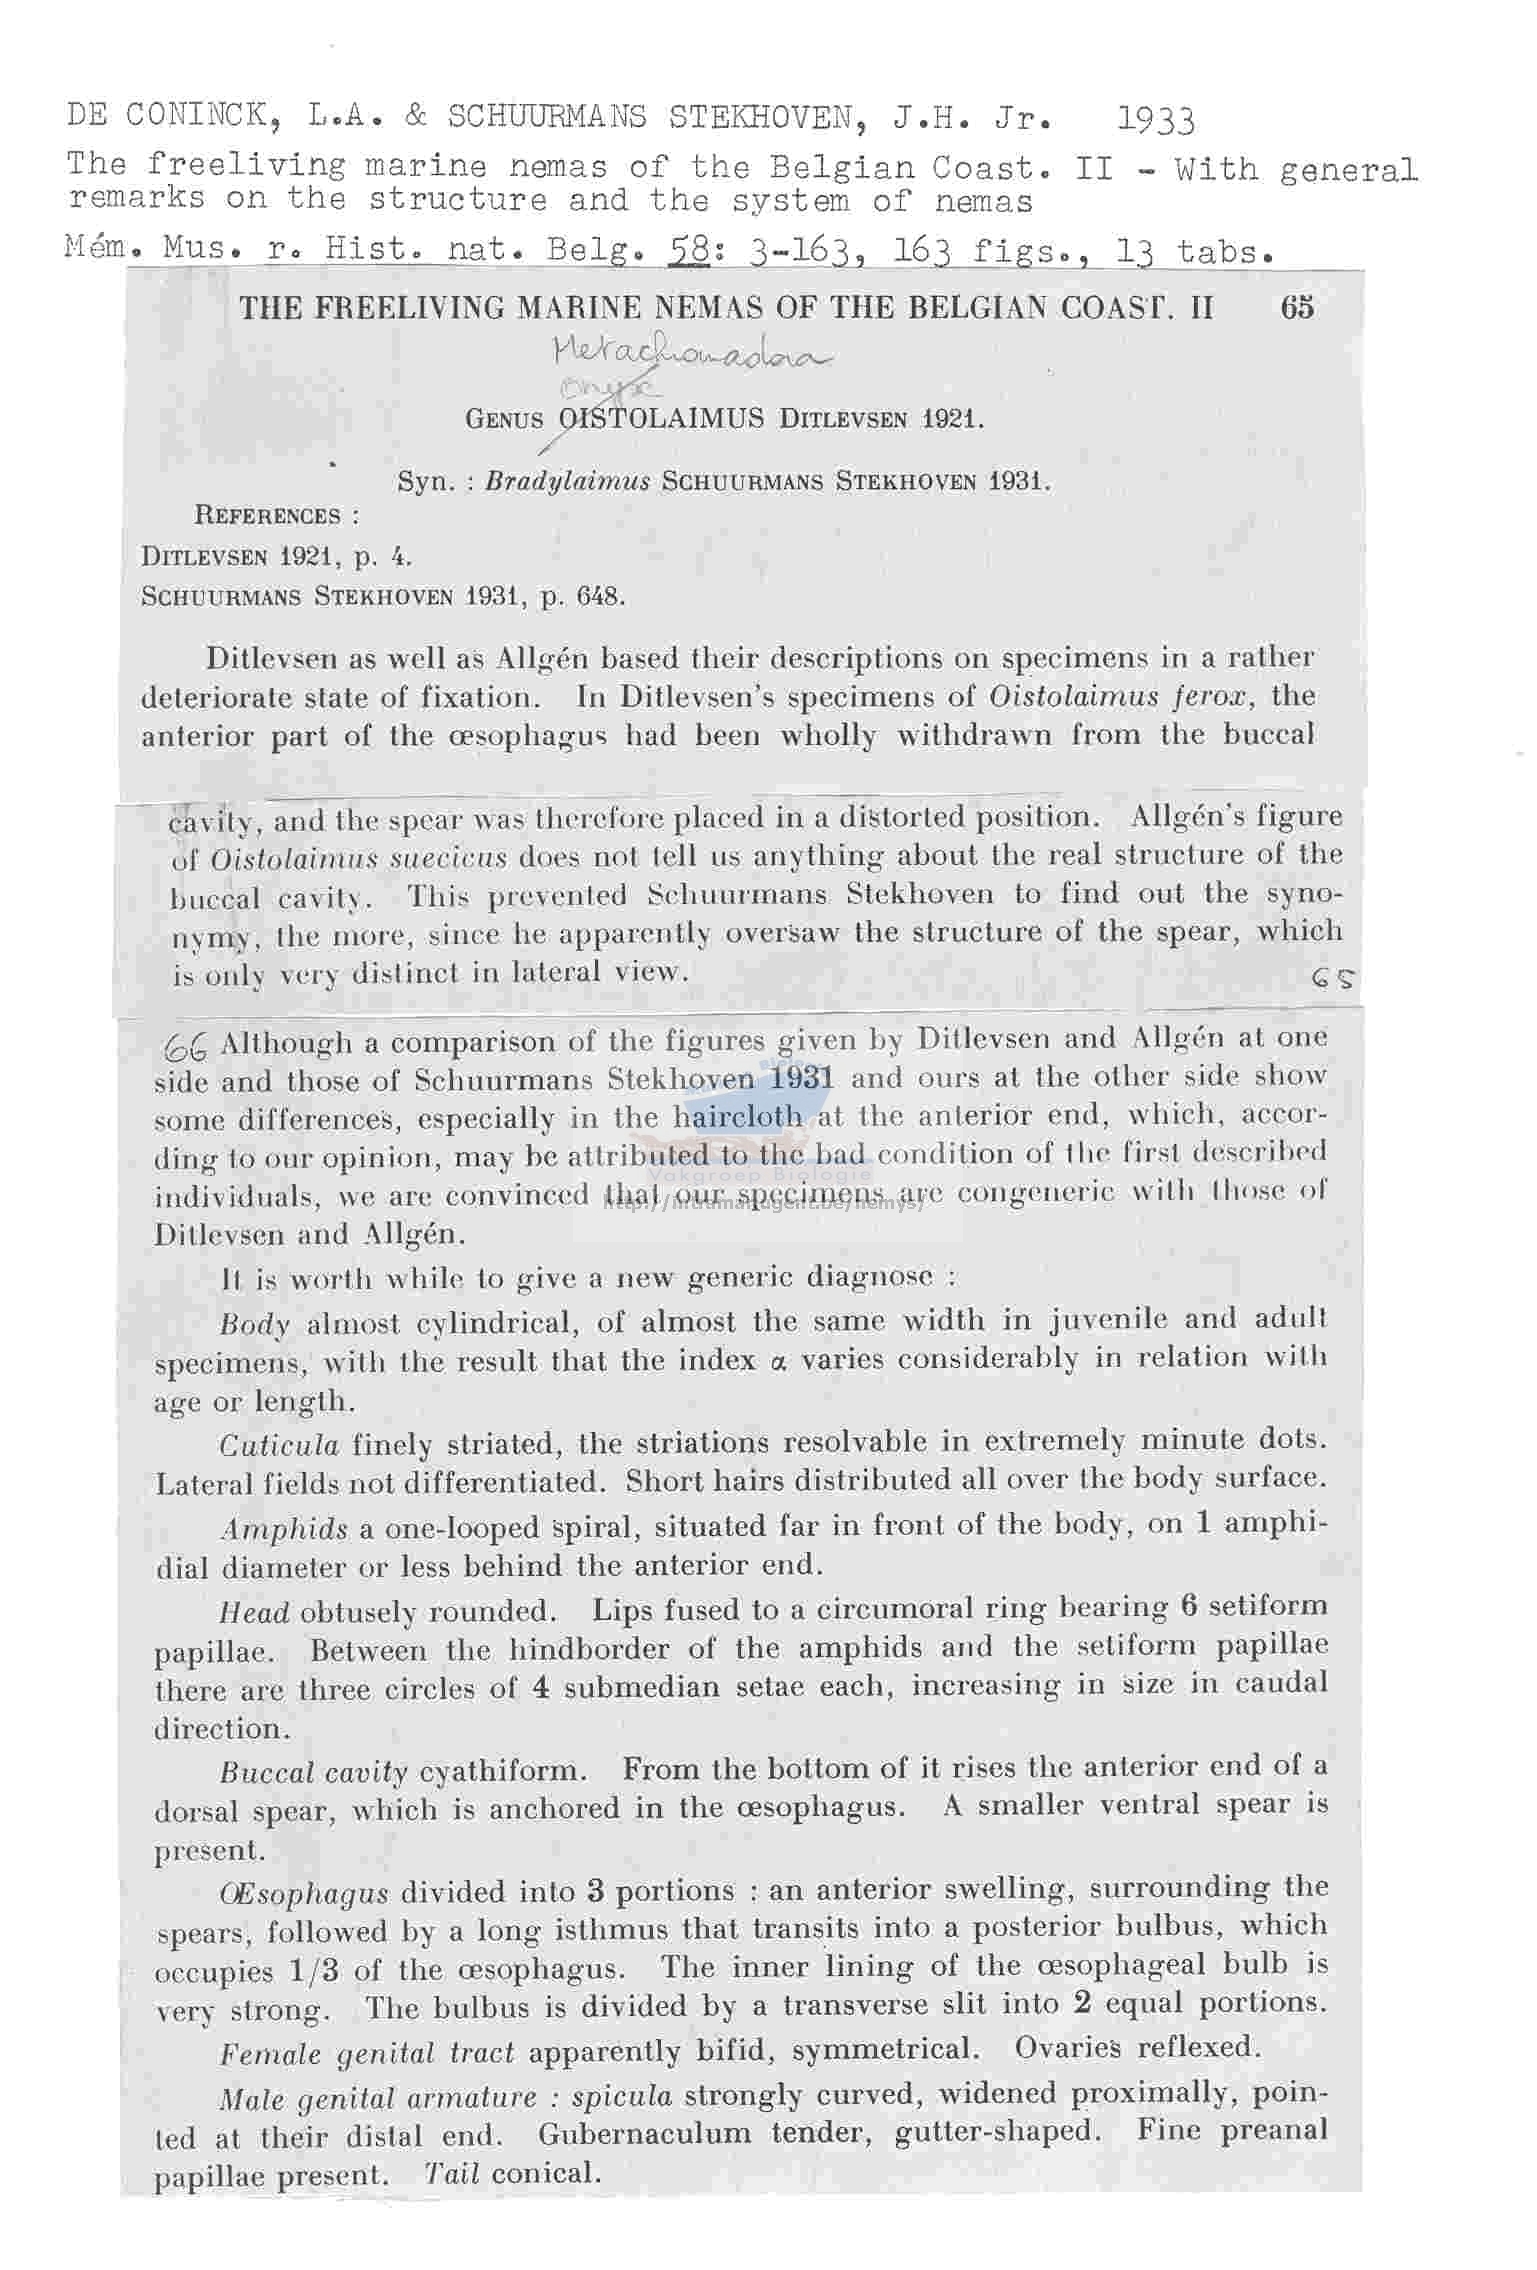 DE CONINCK, L.A. & SCHUURMANS STEKHOVEN, J.H. Jr. 1933
The freeliving marine nemas of the Belgian Coast. II - With general
remarks on the structure and the system of nemas
Mém. Mus. r. Hist. nat. Belg. 58: 3-163, 163 figs., 13 tabs.
THE FREELIVING MARINE NEMAS OF THE BELGIAN COAST. II 65
Metachromadora
onyx
GENUS OISTOLAIMUS DITLEVSEN 1921.
Syn. : Bradylaimus SCHUURMANS STEKHOVEN 1931.
REFERENCES :
DITLEVSEN 1921, p. 4.
SCHUURMANS STEKHOVEN 1931, p. 648.
Ditlevsen as well as Allgén based their descriptions on specimens in a rather
deteriorate state of fixation. In Ditlevsen's specimens of Oistolaimus ferox, the
anterior part of the œsophagus had been wholly withdrawn from the buccal
cavity, and the spear was therefore placed in a distorted position. Allgén's figure
of Oistolaimus suecicus does not tell us anything about the real structure of the
buccal cavity. This prevented Schuurmans Stekhoven to find out the syno-
nymy, the more, since he apparently oversaw the structure of the spear, which
is only very distinct in lateral view.
65
66 Although a comparison of the figures given by Ditlevsen and Allgén at one
side and those of Schuurmans Stekhoven 1931 and ours at the other side show
some differences, especially in the haircloth at the anterior end, which, accor-
ding to our opinion, may be attributed to the bad condition of the first described
Vakgroep Biologie
individuals, we are convinced that our specimens are congeneric with those of
Ditlevsen and Allgén.
It is worth while to give a new generic diagnose :
Body almost cylindrical, of almost the same width in juvenile and adult
specimens, with the result that the index α varies considerably in relation with
age or length.
Cuticula finely striated, the striations resolvable in extremely minute dots.
Lateral fields not differentiated. Short hairs distributed all over the body surface.
Amphids a one-looped spiral, situated far in front of the body, on 1 amphi-
dial diameter or less behind the anterior end.
Head obtusely rounded. Lips fused to a circumoral ring bearing 6 setiform
papillae. Between the hindborder of the amphids and the setiform papillae
there are three circles of 4 submedian setae each, increasing in size in caudal
direction.
Buccal cavity cyathiform. From the bottom of it rises the anterior end of a
dorsal spear, which is anchored in the œsophagus. A smaller ventral spear is
present.
Œsophagus divided into 3 portions : an anterior swelling, surrounding the
spears, followed by a long isthmus that transits into a posterior bulbus, which
occupies 1/3 of the œsophagus. The inner lining of the œsophageal bulb is
very strong. The bulbus is divided by a transverse slit into 2 equal portions.
Female genital tract apparently bifid, symmetrical. Ovaries reflexed.
Male genital armature : spicula strongly curved, widened proximally, poin-
ted at their distal end. Gubernaculum tender, gutter-shaped. Fine preanal
papillae present. Tail conical.